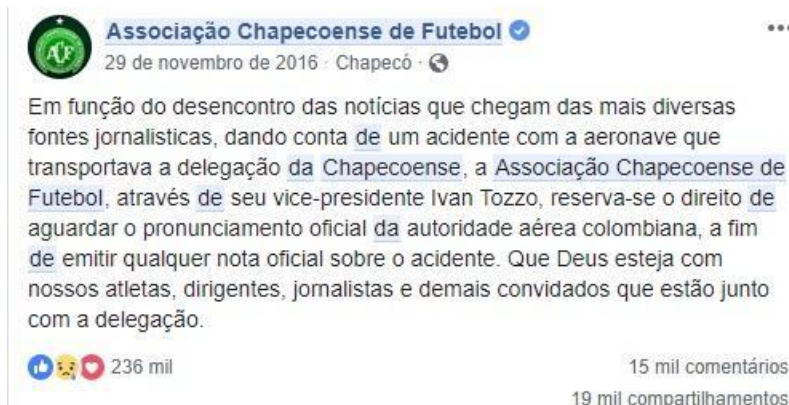 Associação Chapecoense de Futebol
29 de novembro de 2016 · Chapecó ·
Em função do desencontro das notícias que chegam das mais diversas
fontes jornalisticas, dando conta de um acidente com a aeronave que
transportava a delegação da Chapecoense, a Associação Chapecoense de
Futebol, através de seu vice-presidente Ivan Tozzo, reserva-se o direito de
aguardar o pronunciamento oficial da autoridade aérea colombiana, a fim
de emitir qualquer nota oficial sobre o acidente. Que Deus esteja com
nossos atletas, dirigentes, jornalistas e demais convidados que estão junto
com a delegação.
236 mil 15 mil comentários
19 mil compartilhamentos